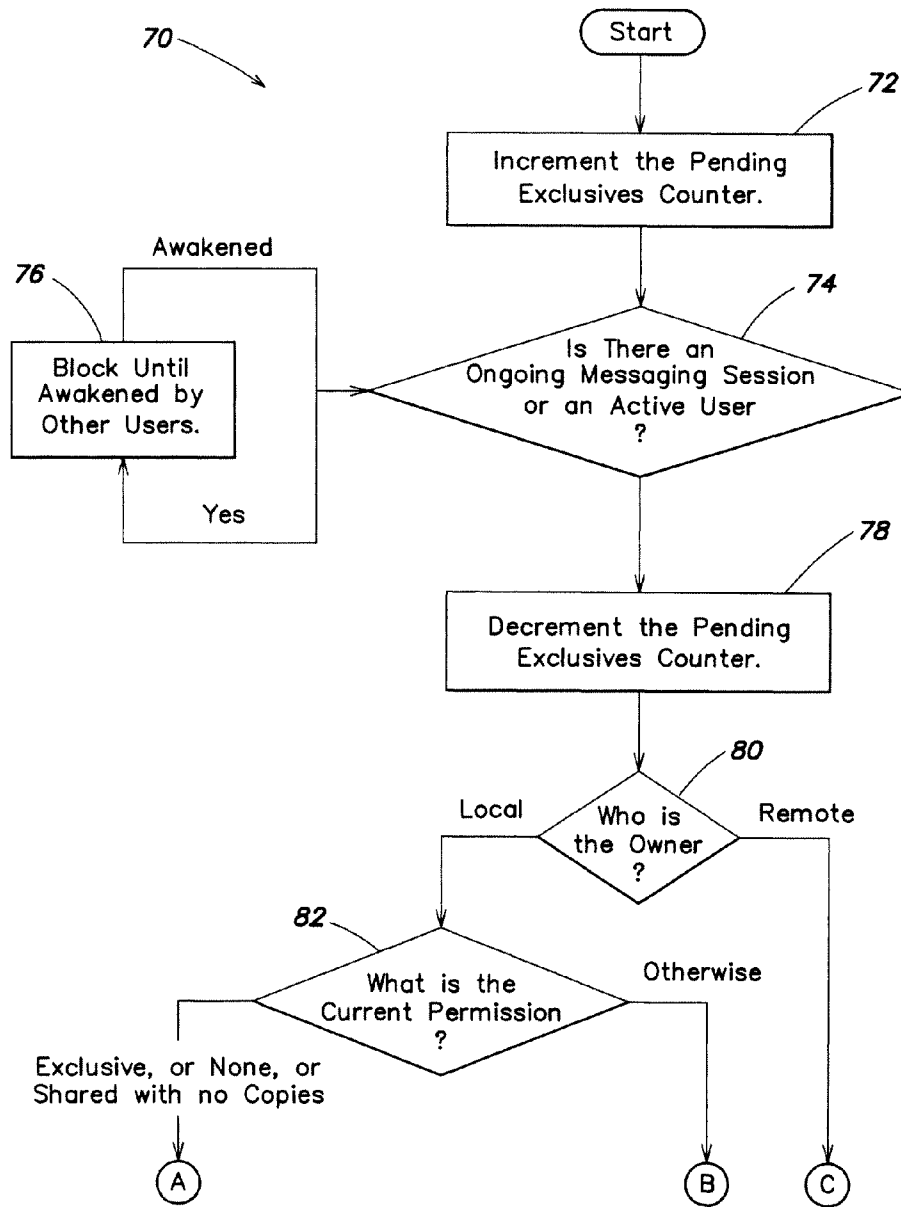 70
Start
72
Increment the Pending
Exclusives Counter.
Awakened
76
74
Block Until
Awakened by
Other Users.
Is There an
Ongoing Messaging Session
or an Active User
?
Yes
78
Decrement the Pending
Exclusives Counter.
80
Local
Who is
the Owner
?
Remote
82
What is the
Current Permission
?
Otherwise
Exclusive, or None, or
Shared with no Copies
A
B
C